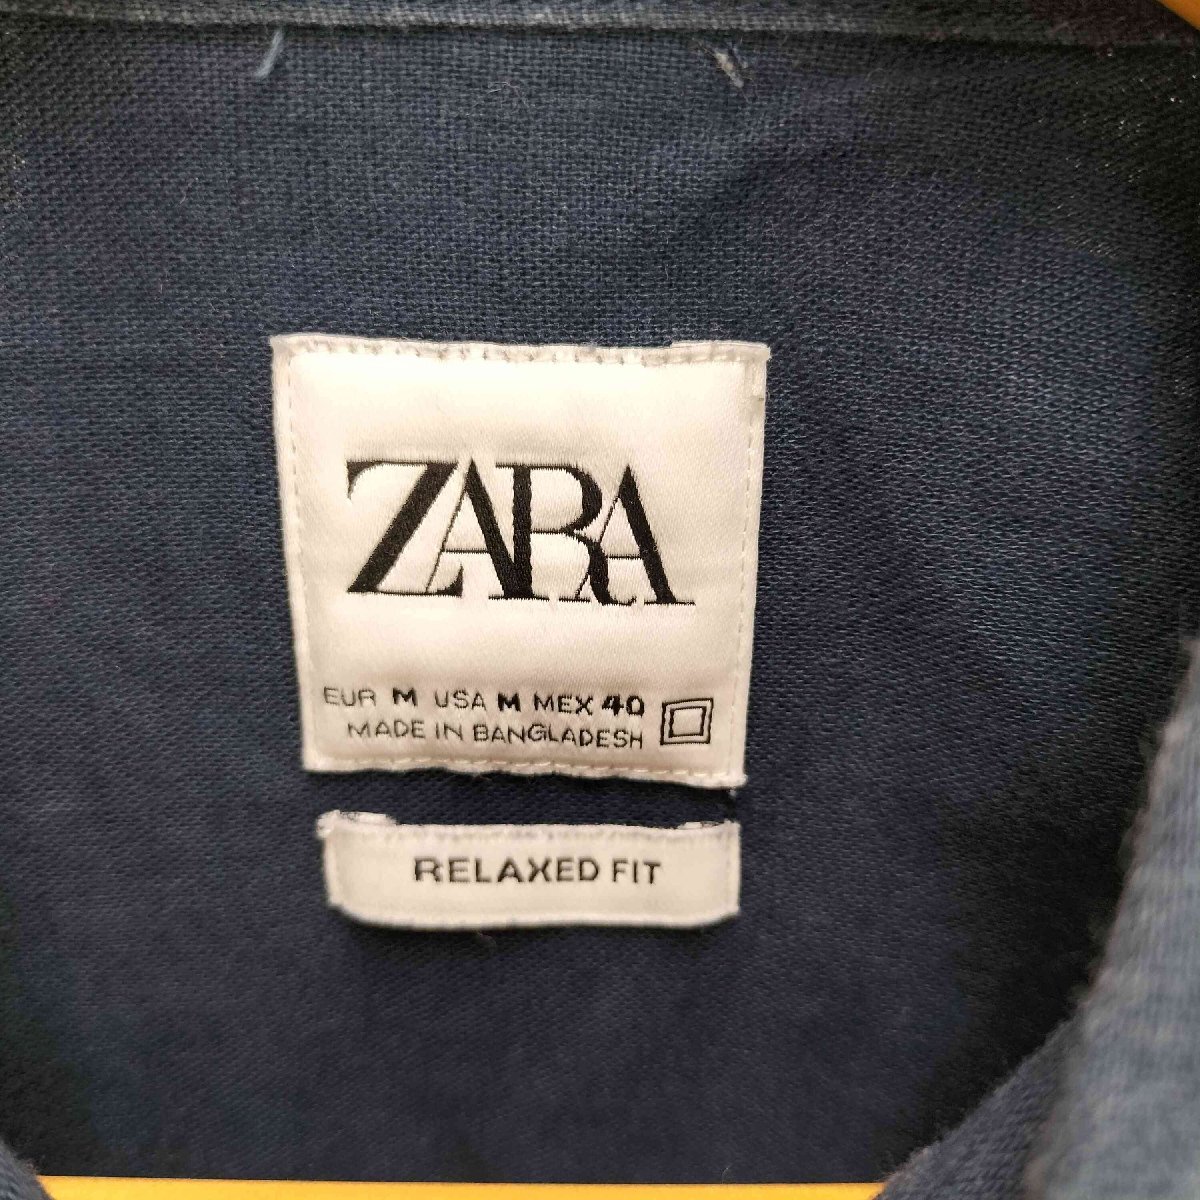 ZARA
EUR M USA M MEX 40
MADE IN BANGLADESH
RELAXED FIT